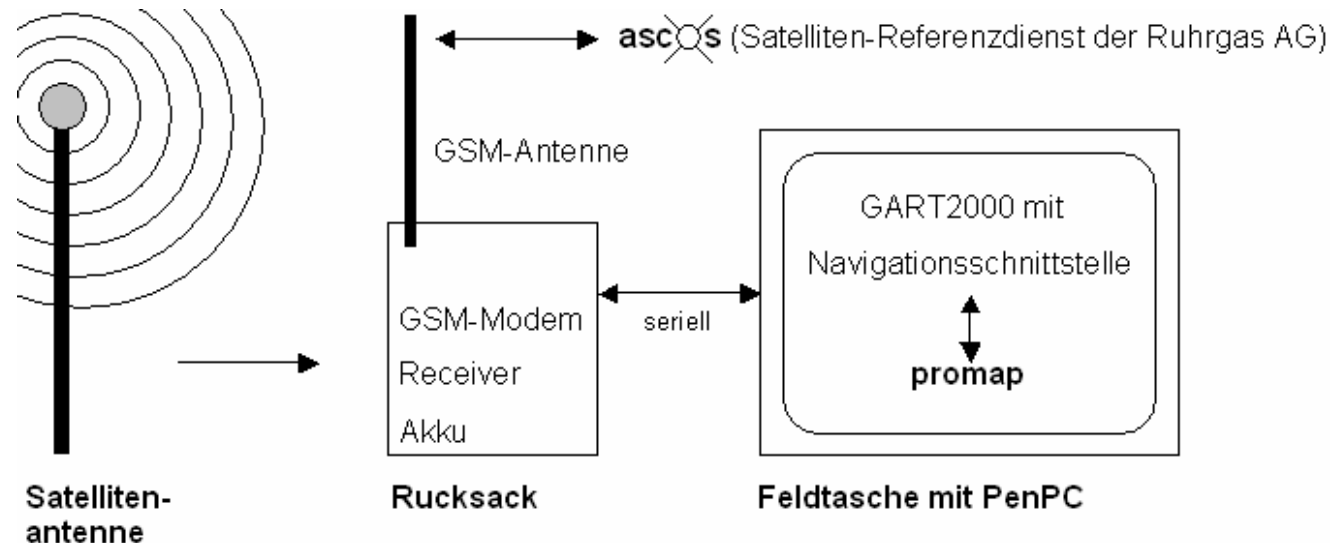 ascos (Satelliten-Referenzdienst der Ruhrgas AG)
GSM-Antenne
GSM-Modem
Receiver
Akku
seriell
GART2000 mit
Navigationsschnittstelle
promap
Satelliten-
antenne
Rucksack
Feldtasche mit PenPC